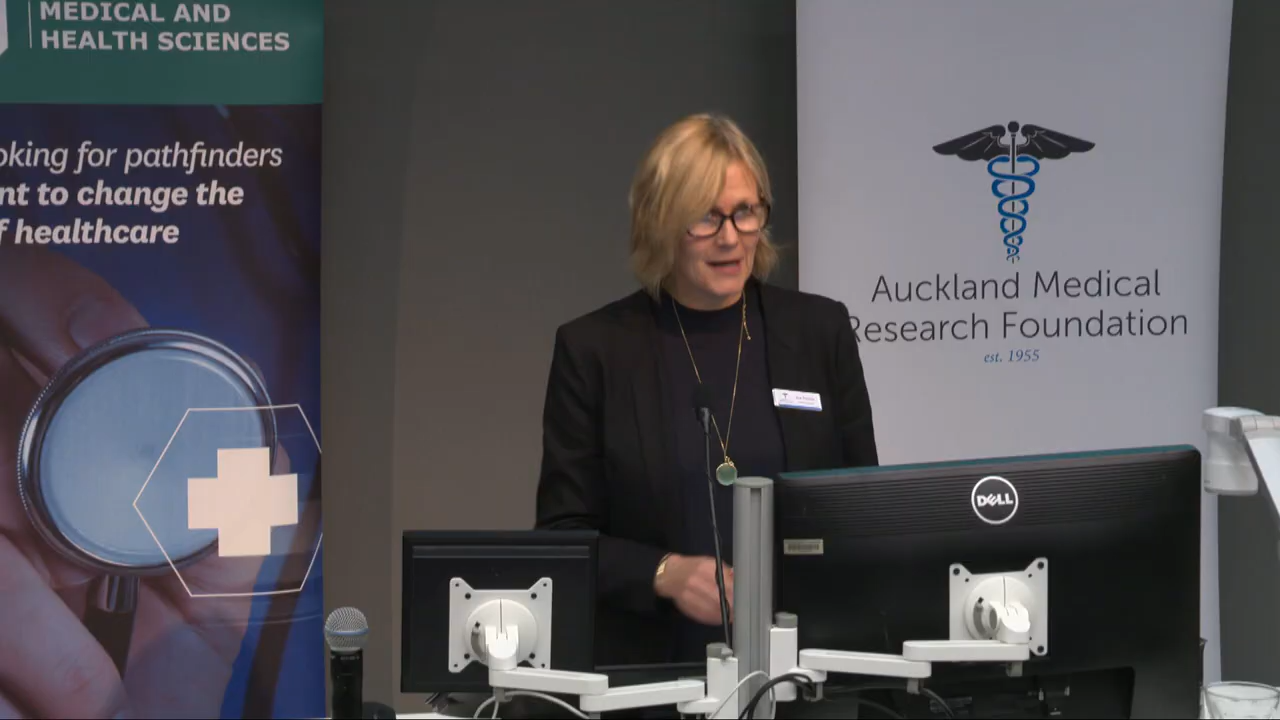 MEDICAL AND
HEALTH SCIENCES
oking for pathfinders
nt to change the
f healthcare
Auckland Medical
Research Foundation
est. 1955
DELL